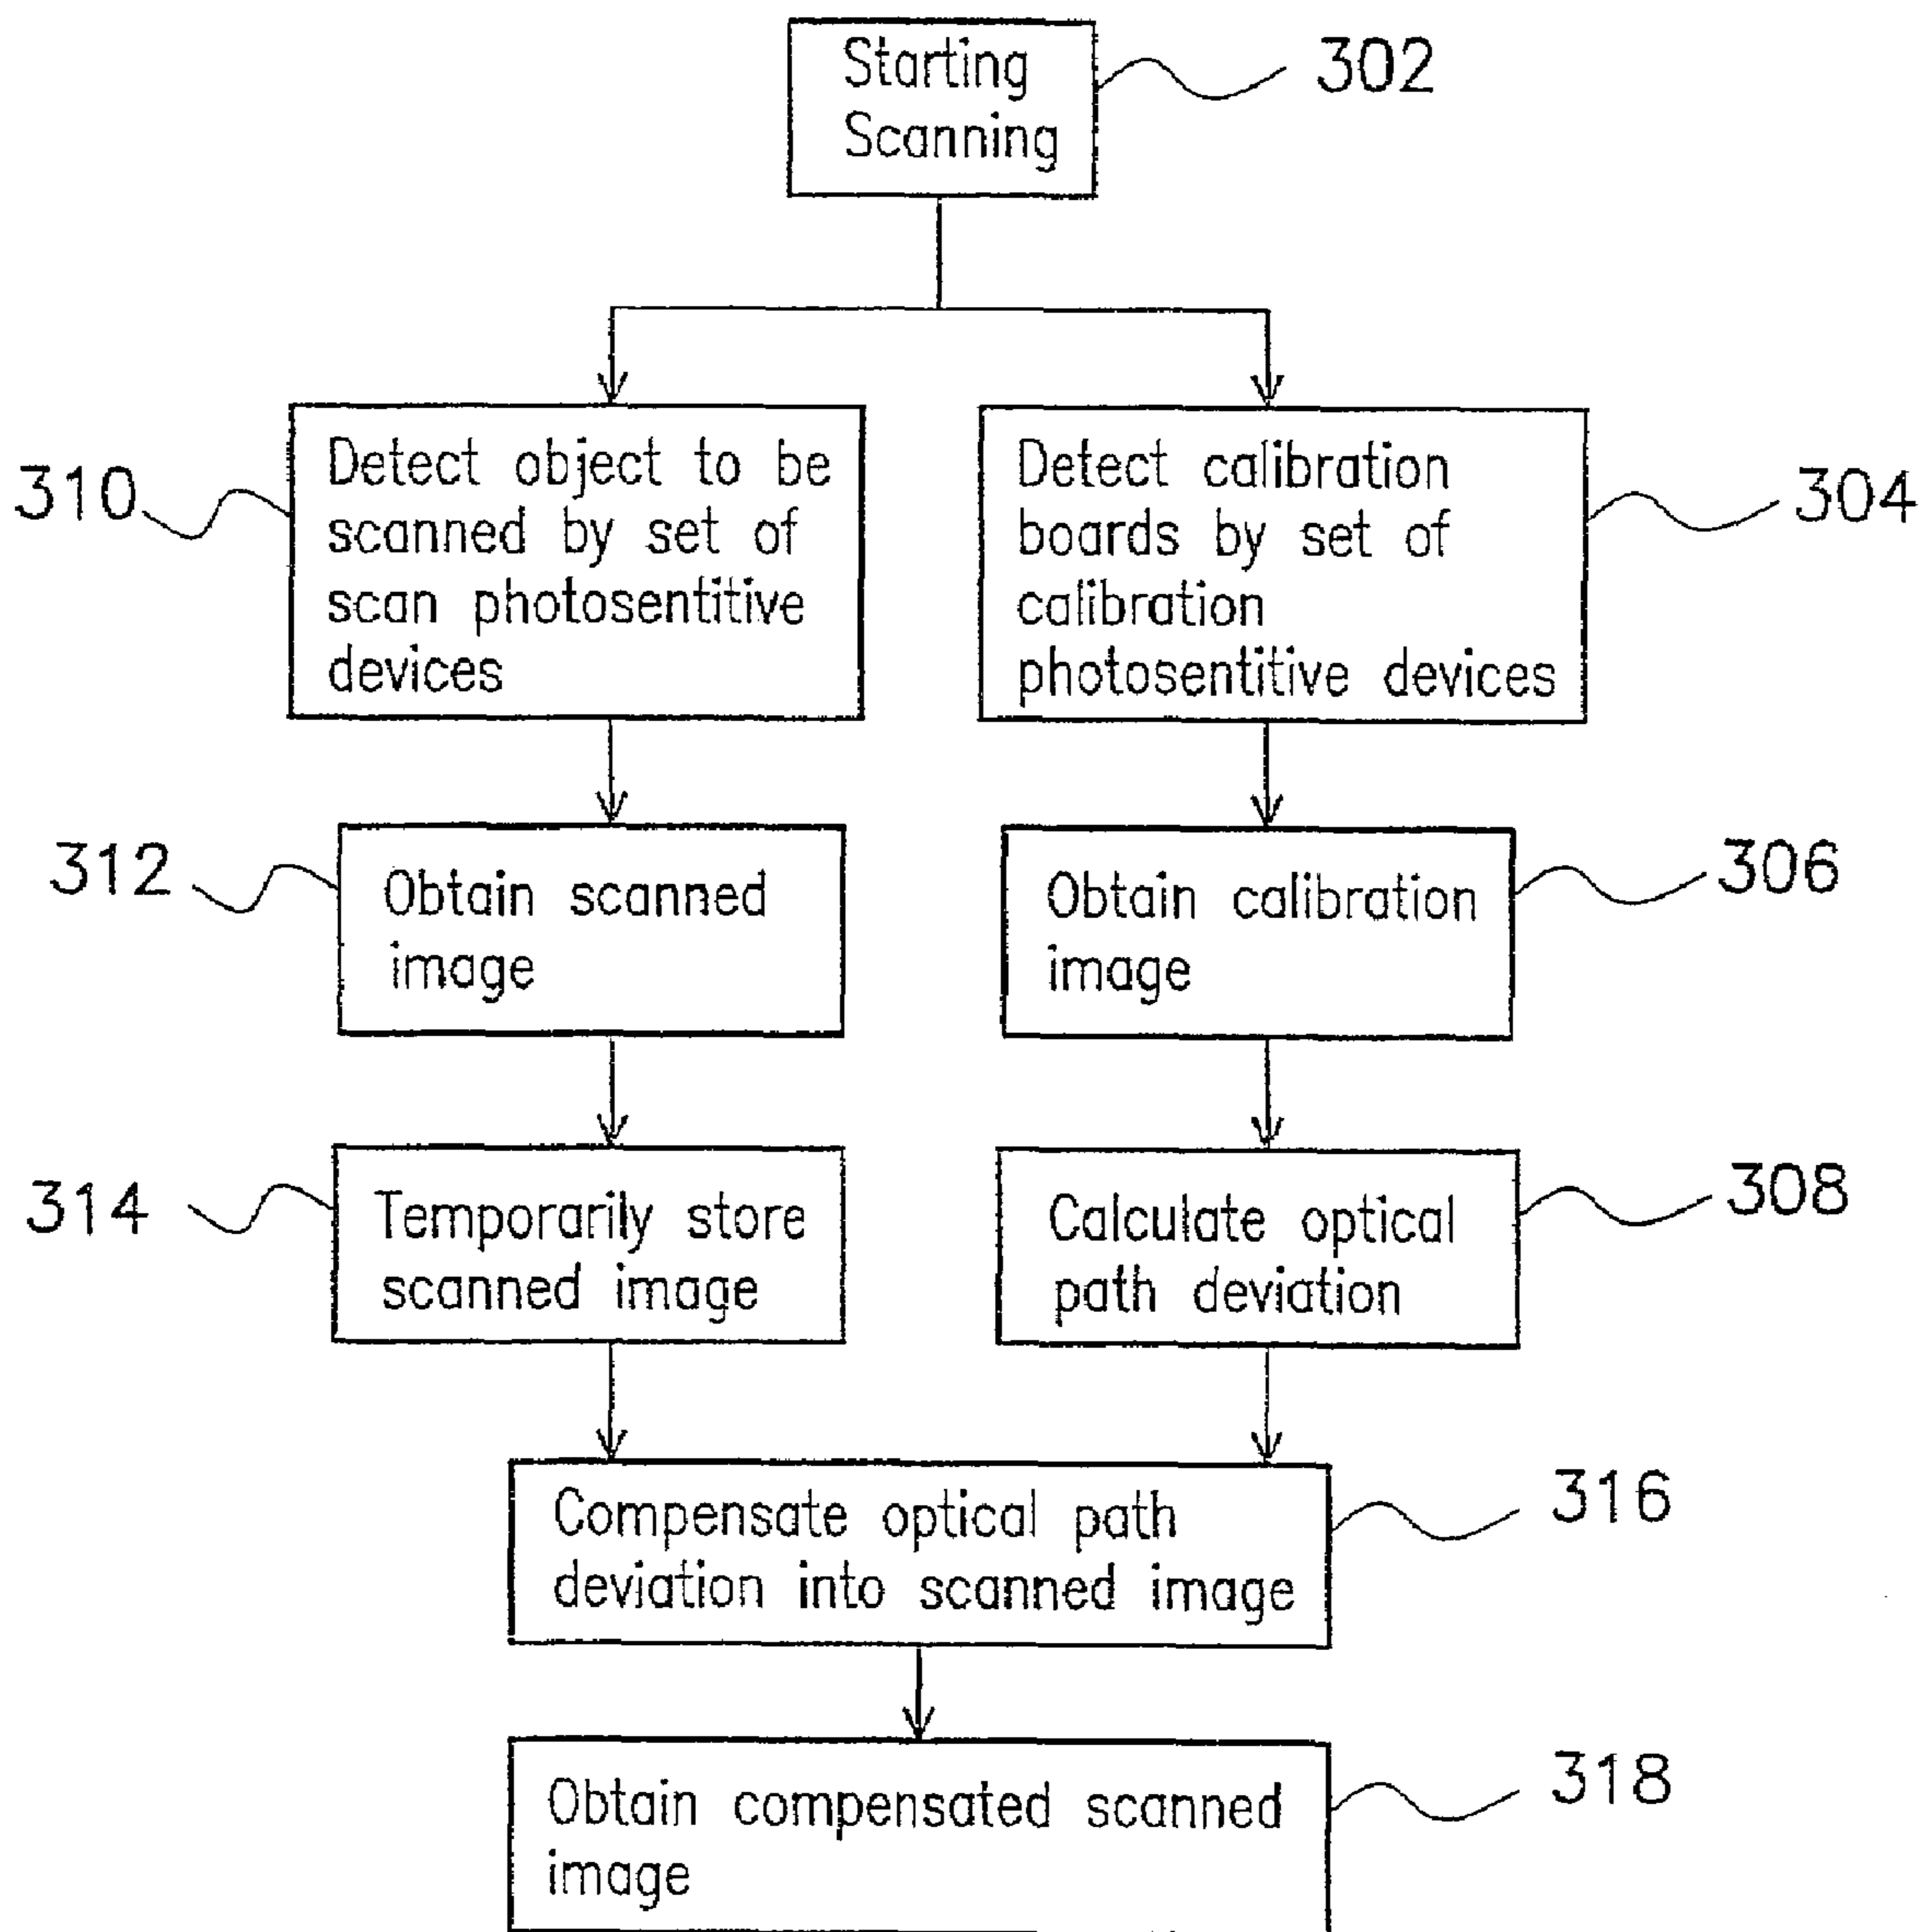 Starting
Scanning
302
310
Detect object to be
scanned by set of
scan photosentitive
devices
Detect calibration
boards by set of
calibration
photosentitive devices
304
312
Obtain scanned
image
Obtain calibration
image
306
314
Temporarily store
scanned image
Calculate optical
path deviation
308
Compensate optical path
deviation into scanned image
316
Obtain compensated scanned
image
318